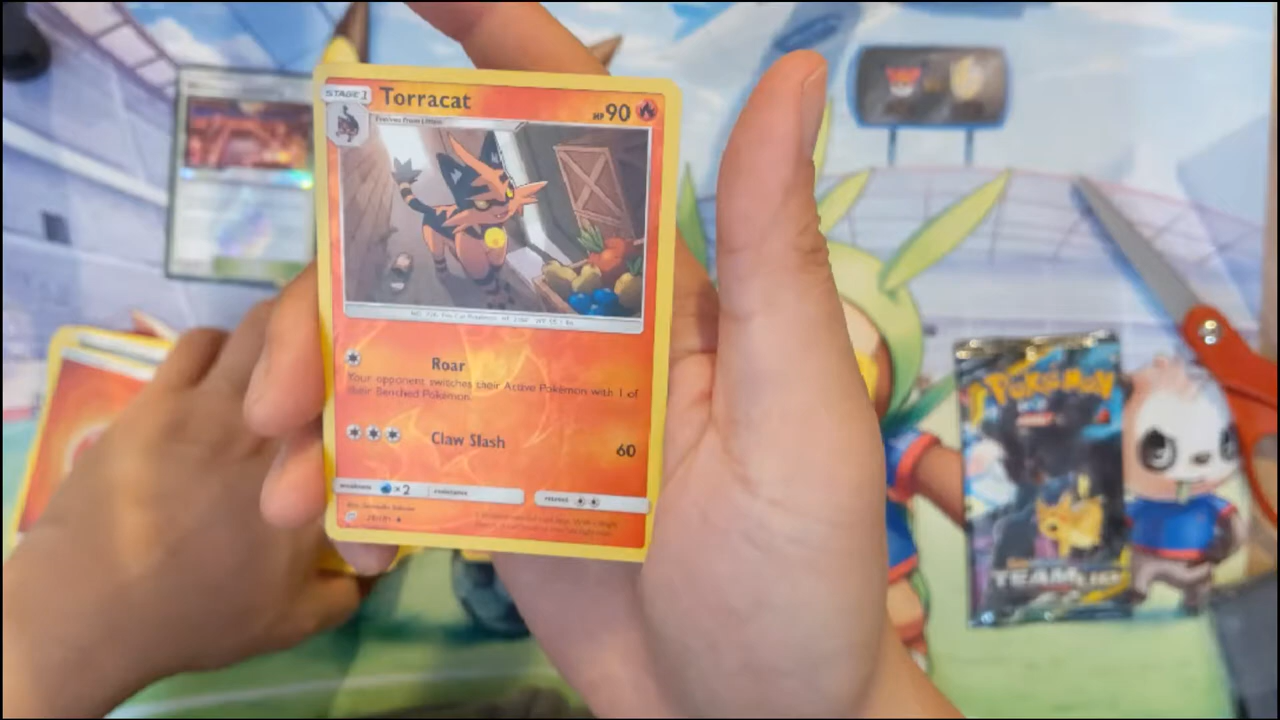 STAGE 1
Torracat
HP 90
Evolves from Litten
Roar
Your opponent switches their Active Pokémon with 1 of
their Benched Pokémon.
Claw Slash
60
weakness
×2
resistance
retreat
POKÉMON
TEAM UP